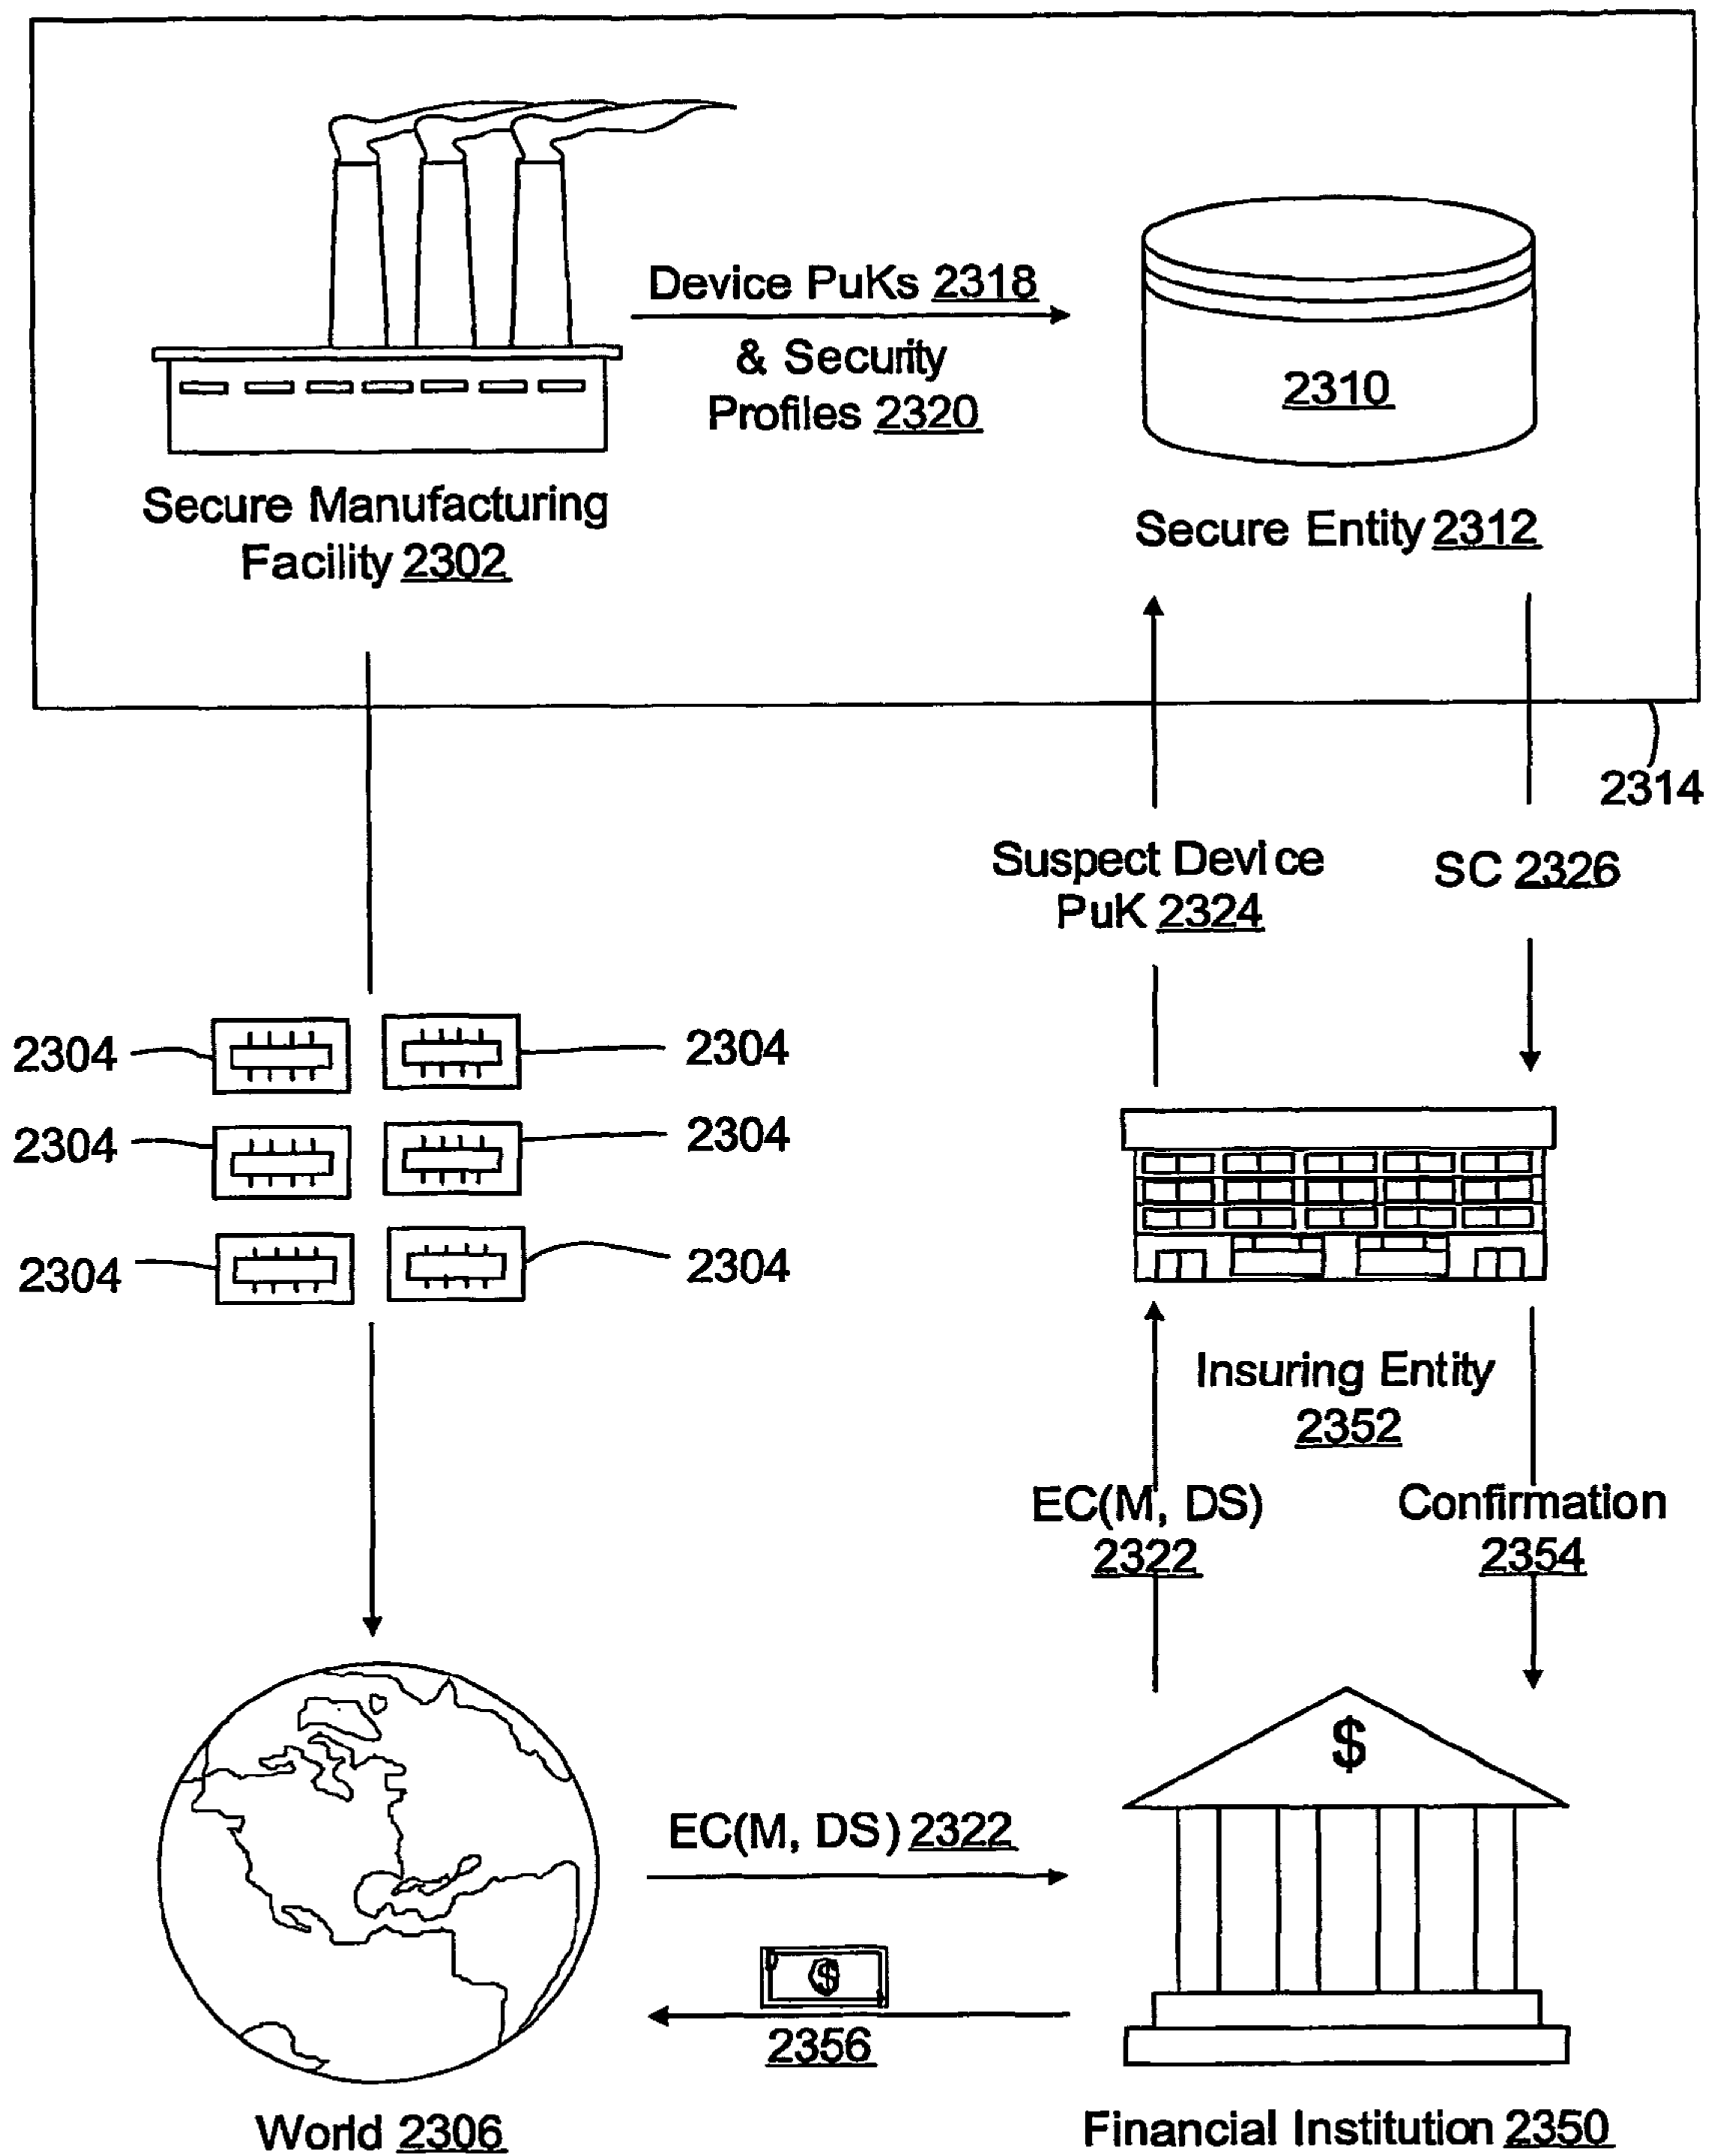 Device PuKs 2318
& Security
Profiles 2320
2310
Secure Manufacturing
Facility 2302
Secure Entity 2312
2314
Suspect Device
PuK 2324
SC 2326
2304
2304
2304
2304
2304
2304
Insuring Entity
2352
EC(M, DS)
2322
Confirmation
2354
$
EC(M, DS) 2322
$
2356
World 2306
Financial Institution 2350